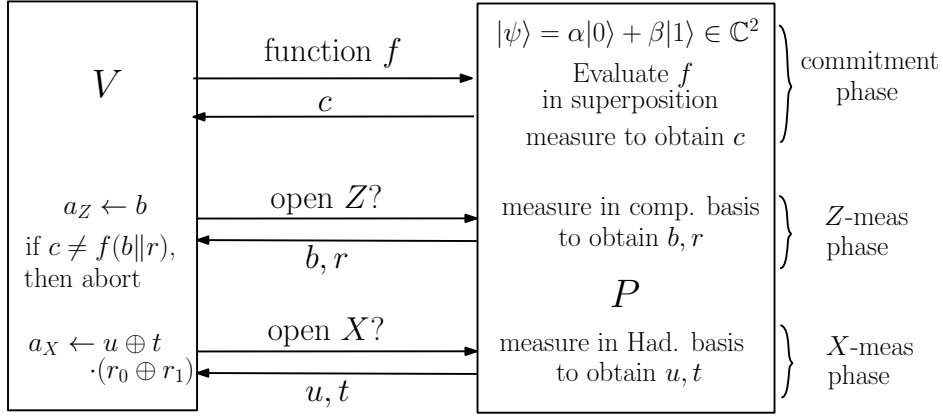 V
a_Z ← b
if c ≠ f(b∥r),
then abort
a_X ← u ⊕ t
·(r_0 ⊕ r_1)
function f
c
open Z?
b, r
open X?
u, t
|ψ⟩ = α|0⟩ + β|1⟩ ∈ ℂ^2
Evaluate f
in superposition
measure to obtain c
measure in comp. basis
to obtain b, r
P
measure in Had. basis
to obtain u, t
commitment
phase
Z-meas
phase
X-meas
phase